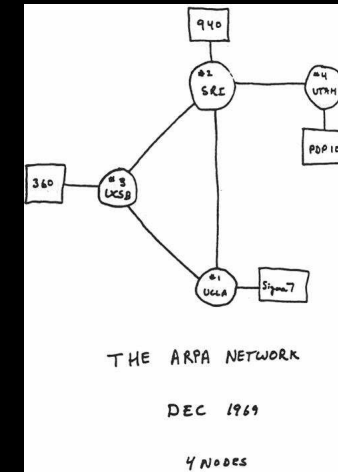 940
#2
SRI
#4
UTAH
PDP 10
360
#3
UCSB
#1
UCLA
Sigma 7
THE ARPA NETWORK
DEC 1969
4 NODES